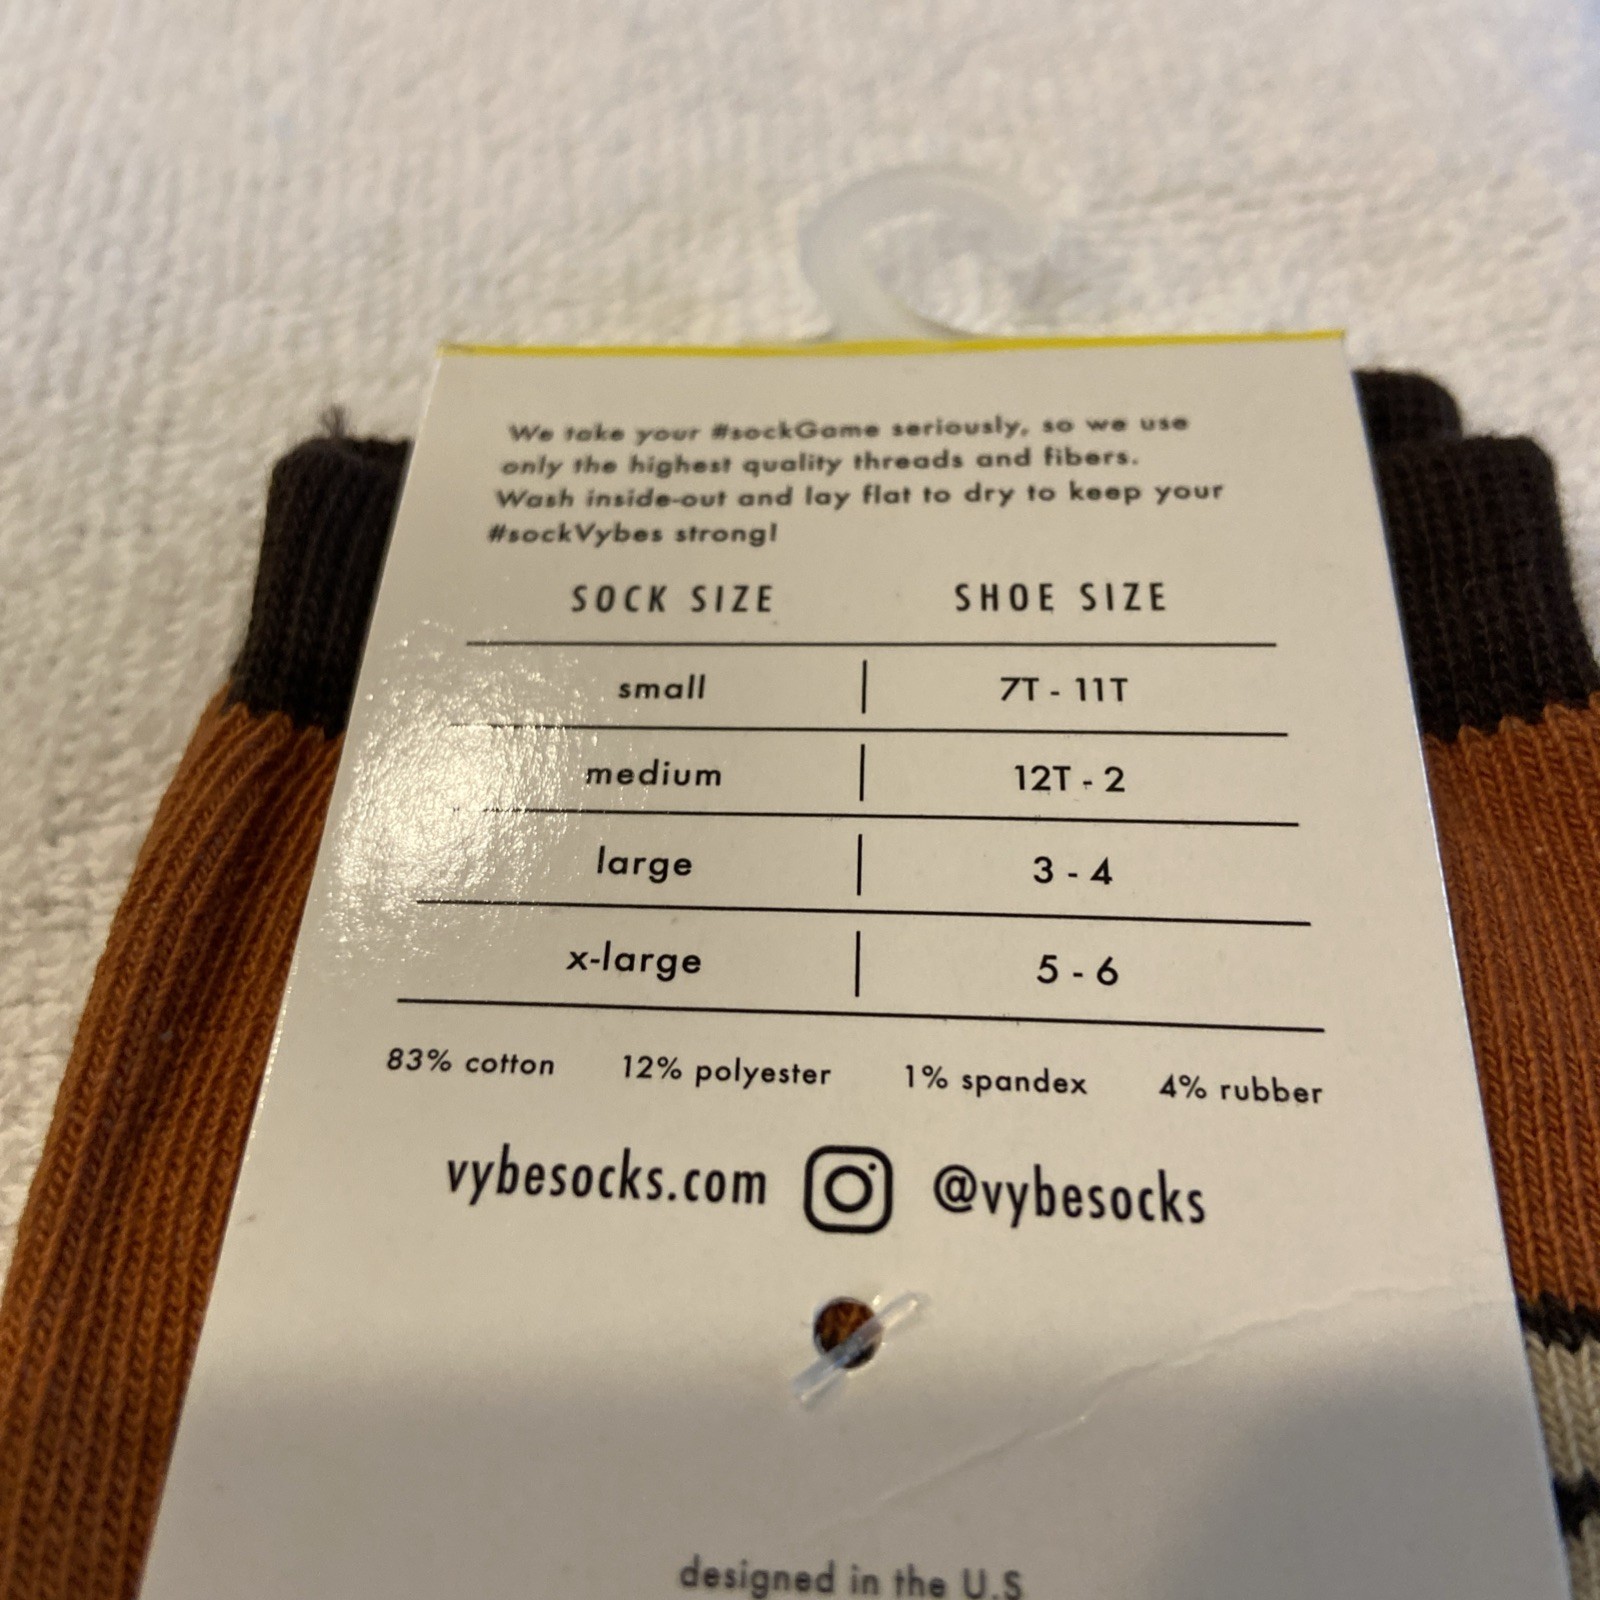 We take your #sockGame seriously, so we use
only the highest quality threads and fibers.
Wash inside-out and lay flat to dry to keep your
#sockVybes strong!
SOCK SIZE SHOE SIZE
small 7T - 11T
medium 12T - 2
large 3 - 4
x-large 5 - 6
83% cotton 12% polyester 1% spandex 4% rubber
vybesocks.com @vybesocks
designed in the U.S